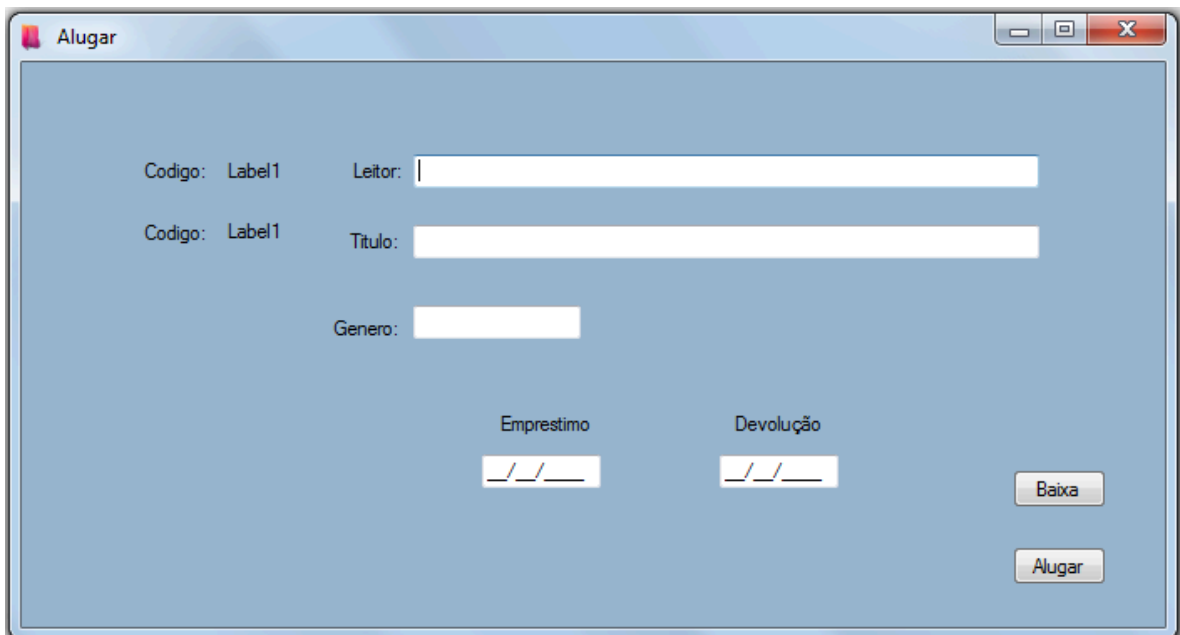 Alugar
Codigo: Label1 Leitor:
Codigo: Label1 Titulo:
Genero:
Emprestimo Devolução
__/__/____ __/__/____
Baixa
Alugar